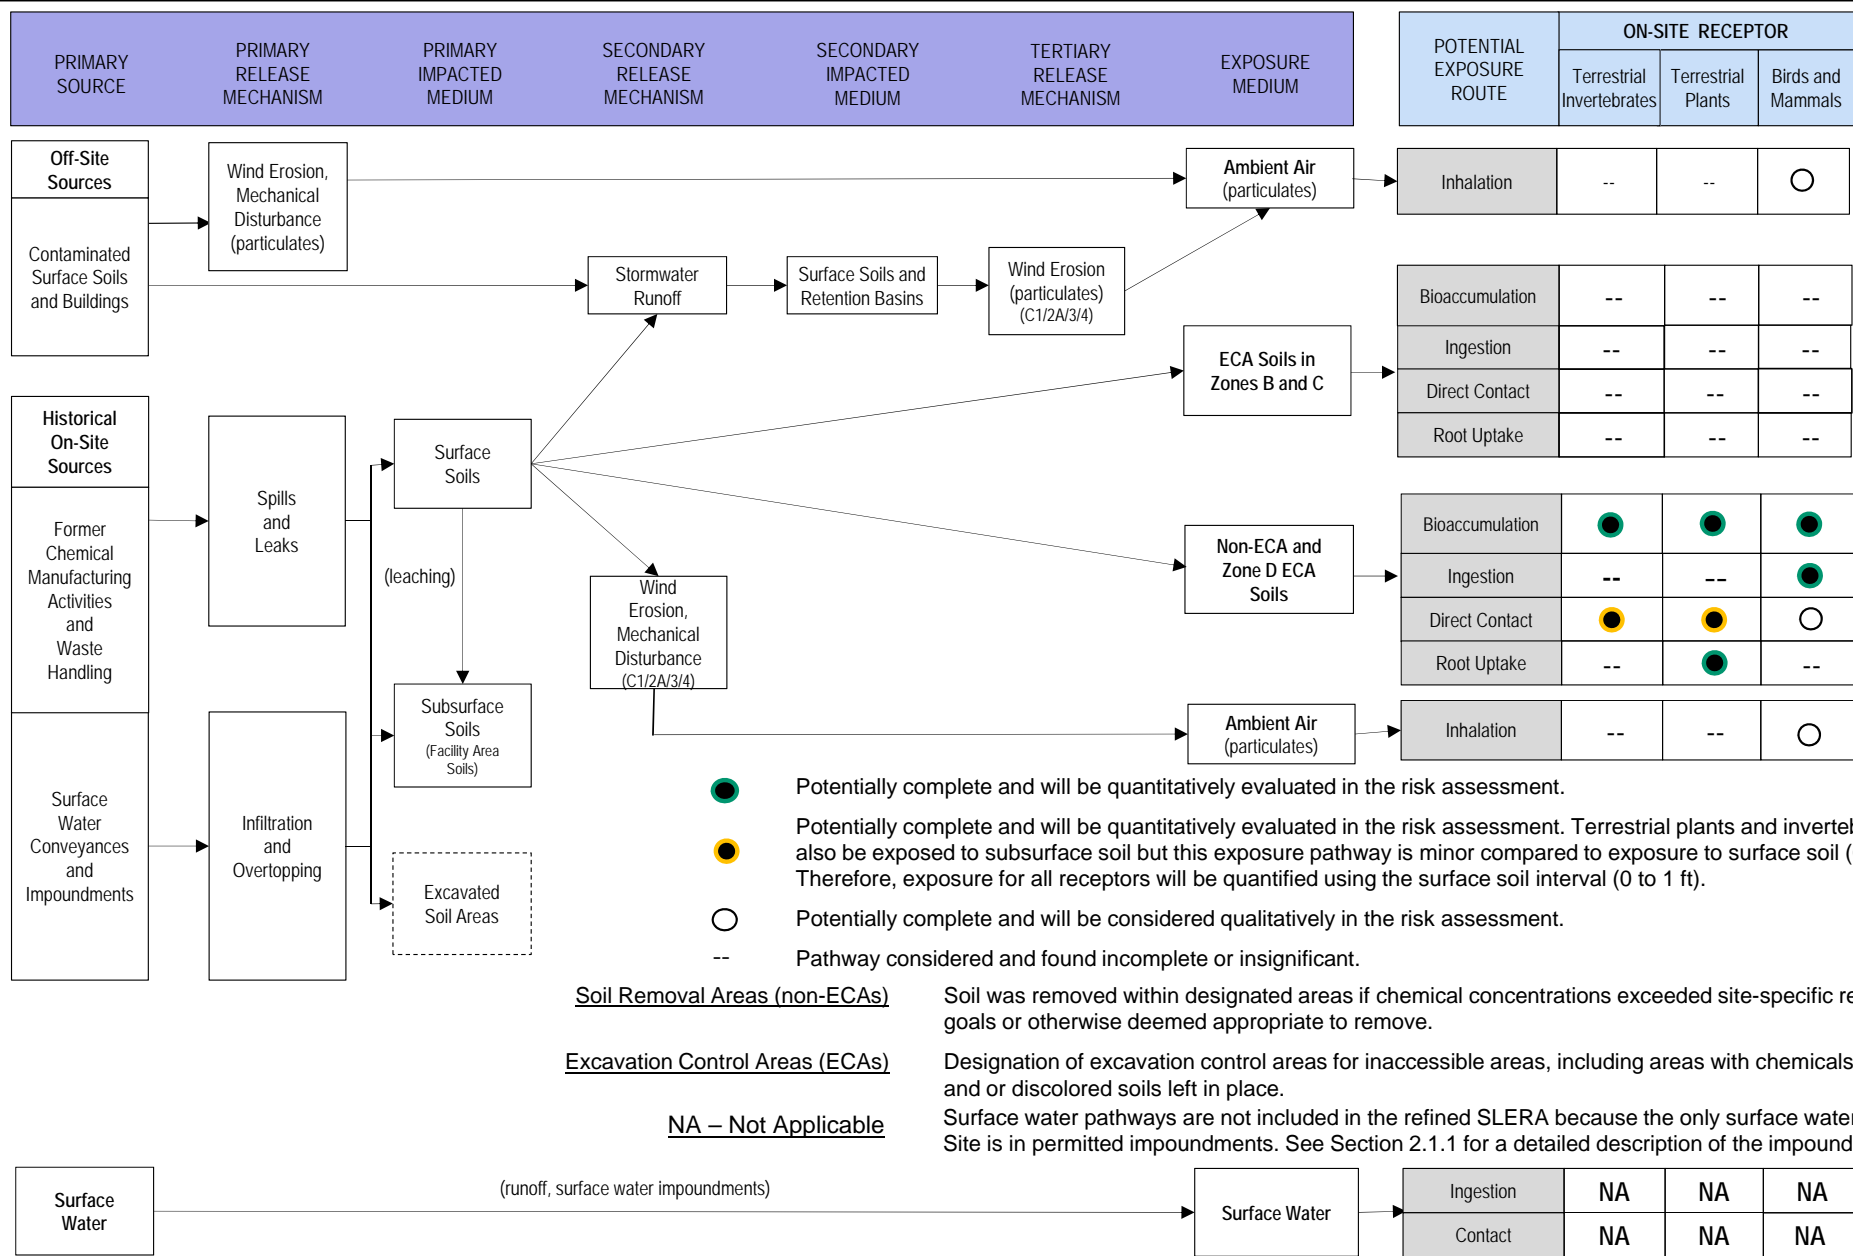 PRIMARY
SOURCE
PRIMARY
RELEASE
MECHANISM
PRIMARY
IMPACTED
MEDIUM
SECONDARY
RELEASE
MECHANISM
SECONDARY
IMPACTED
MEDIUM
TERTIARY
RELEASE
MECHANISM
EXPOSURE
MEDIUM
POTENTIAL
EXPOSURE
ROUTE
ON-SITE RECEPTOR
Terrestrial
Invertebrates
Terrestrial
Plants
Birds and
Mammals
Off-Site
Sources
Contaminated
Surface Soils
and Buildings
Wind Erosion,
Mechanical
Disturbance
(particulates)
Ambient Air
(particulates)
Inhalation
-- --
Stormwater
Runoff
Surface Soils and
Retention Basins
Wind Erosion
(particulates)
(C1/2A/3/4)
ECA Soils in
Zones B and C
Bioaccumulation
-- -- --
Ingestion
-- -- --
Direct Contact
-- -- --
Root Uptake
-- -- --
Historical
On-Site
Sources
Former
Chemical
Manufacturing
Activities
and
Waste
Handling
Surface
Water
Conveyances
and
Impoundments
Spills
and
Leaks
Infiltration
and
Overtopping
Surface
Soils
(leaching)
Subsurface
Soils
(Facility Area
Soils)
Excavated
Soil Areas
Wind
Erosion,
Mechanical
Disturbance
(C1/2A/3/4)
Non-ECA and
Zone D ECA
Soils
Bioaccumulation
Ingestion
-- --
Direct Contact
Root Uptake
-- --
Ambient Air
(particulates)
Inhalation
-- --
Potentially complete and will be quantitatively evaluated in the risk assessment.
Potentially complete and will be quantitatively evaluated in the risk assessment. Terrestrial plants and
also be exposed to subsurface soil but this exposure pathway is minor compared to exposure to surface soil (
Therefore, exposure for all receptors will be quantified using the surface soil interval (0 to 1 ft).
Potentially complete and will be considered qualitatively in the risk assessment.
-- Pathway considered and found incomplete or insignificant.
Soil Removal Areas (non-ECAs)
Soil was removed within designated areas if chemical concentrations exceeded site-specific
goals or otherwise deemed appropriate to remove.
Excavation Control Areas (ECAs)
Designation of excavation control areas for inaccessible areas, including areas with chemicals
and or discolored soils left in place.
NA – Not Applicable
Surface water pathways are not included in the refined SLERA because the only surface water
Site is in permitted impoundments. See Section 2.1.1 for a detailed description of the
Surface
Water
(runoff, surface water impoundments)
Surface Water
Ingestion
NA NA NA
Contact
NA NA NA